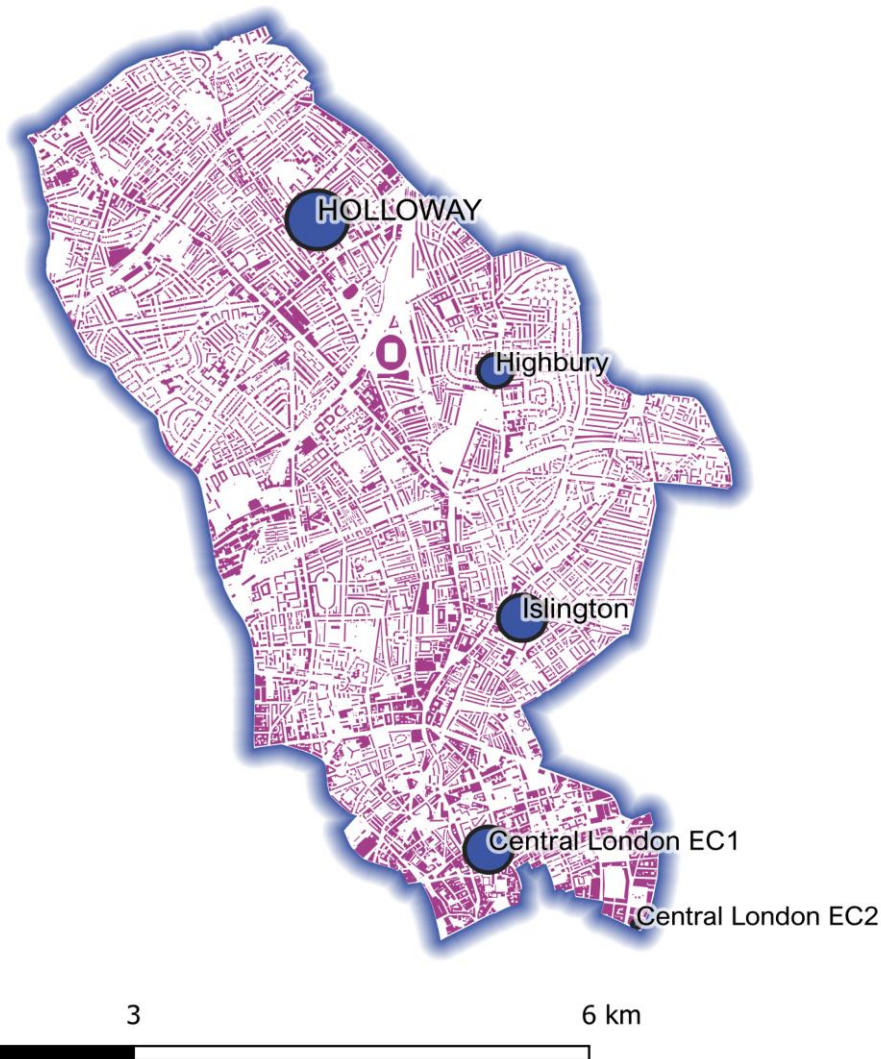 HOLLOWAY
Highbury
Islington
Central London EC1
Central London EC2
3 6 km